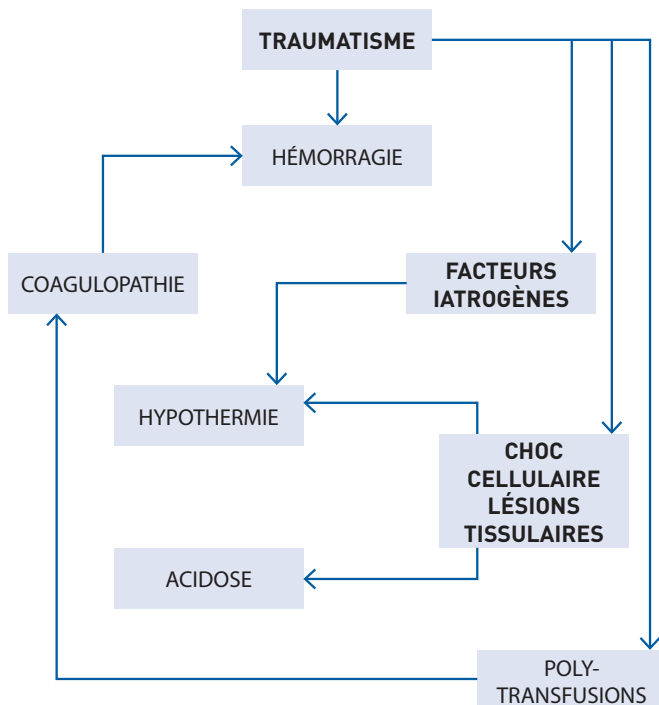 TRAUMATISME
HÉMORRAGIE
COAGULOPATHIE
FACTEURS
IATROGÈNES
HYPOTHERMIE
CHOC
CELLULAIRE
LÉSIONS
TISSULAIRES
ACIDOSE
POLY-
TRANSFUSIONS